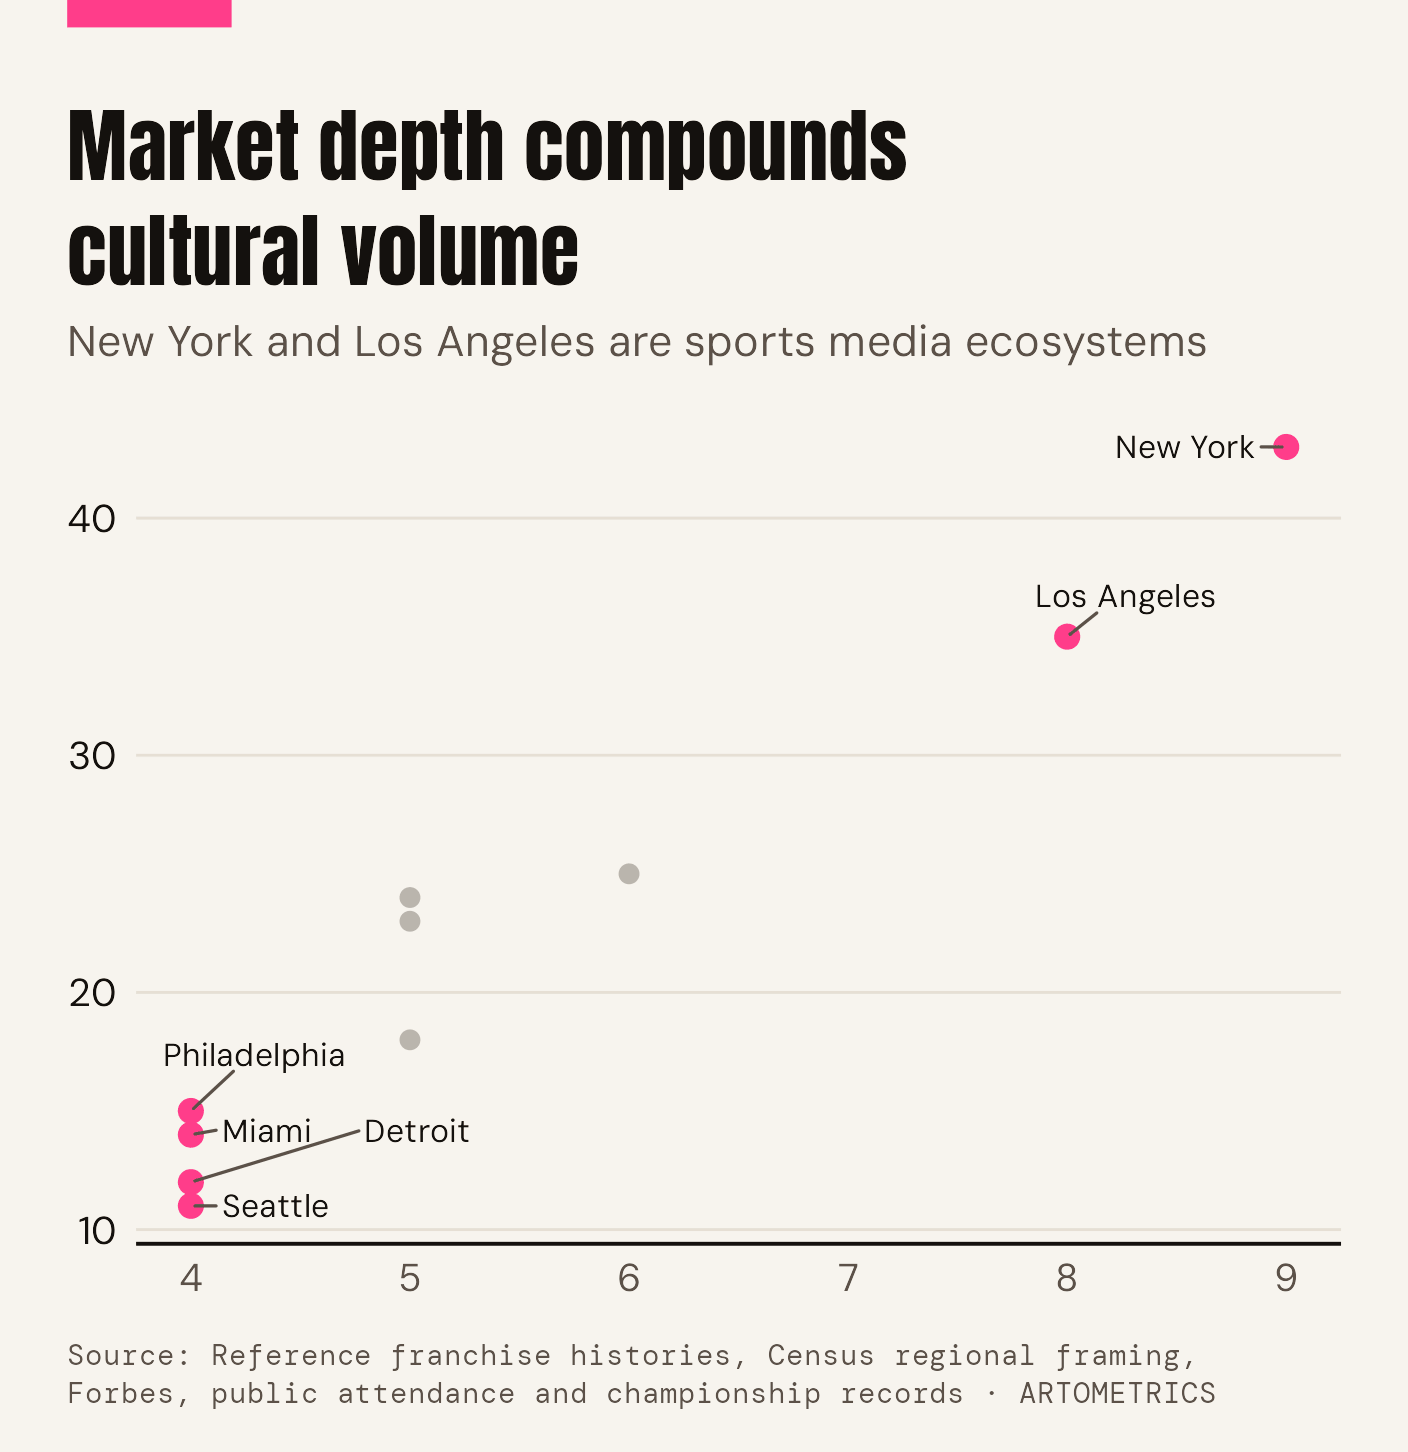 Market depth compounds
cultural volume
New York and Los Angeles are sports media ecosystems
New York
40
Los Angeles
30
20
Philadelphia
Miami
Detroit
Seattle
10
4 5 6 7 8 9
Source: Reference franchise histories, Census regional framing,
Forbes, public attendance and championship records · ARTOMETRICS